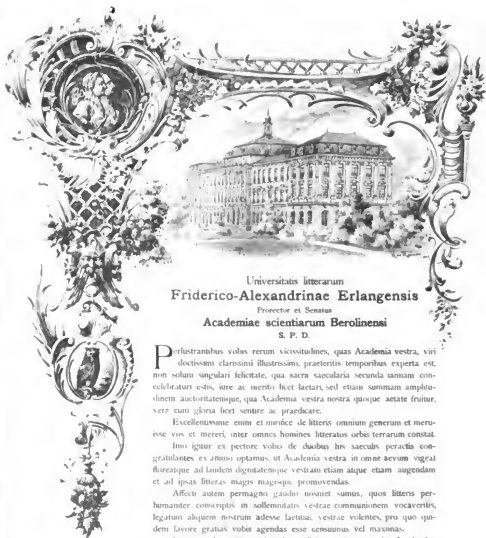 Universitatis litterarum
Friderico-Alexandrinae Erlangensis
Prorector et Senatus
Academiae scientiarum Berolinensi
S. P. D.
Perlustrantibus vobis rerum vicissitudines, quas Academia vestra, viri
doctissimi clarissimi illustrissimi, praeteritis temporibus experta est,
non solum singulari felicitate, qua sacra saecularia secunda iamiam con-
celebraturi estis, iure ac merito licet laetari, sed etiam summam amplitu-
dinem auctoritatemque, qua Academia vestra nostra quoque aetate fruitur,
vera cum gloria licet sentire ac praedicare.
Excellentissime enim et mirifice de litteris omnium generum et meru-
isse vos et mereri, inter omnes homines litteratos orbis terrarum constat.
Imo igitur ex pectore vobis de duobus his saeculis peractis con-
gratulantes ex animo optamus, ut Academia vestra in omne aevum vigeat
floreatque ad laudem dignitatemque vestram etiam atque etiam augendam
et ad ipsas litteras magis magisque promovendas.
Affecti autem permagno gaudio nosmet sumus, quos litteris per-
humaniter conscriptis in sollemnitatis vestrae communionem vocaveritis,
legatum aliquem nostrum adesse laetitiae vestrae volentes, pro quo qui-
dem favore gratias vobis agendas esse censuimus vel maximas.